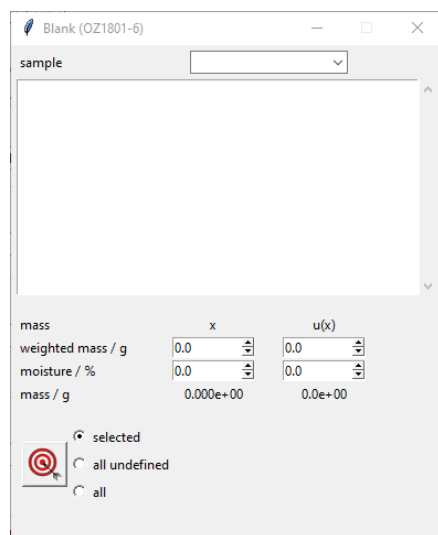 Blank (OZ1801-6)
sample
mass x u(x)
weighted mass / g 0.0 0.0
moisture / % 0.0 0.0
mass / g 0.000e+00 0.0e+00
selected
all undefined
all